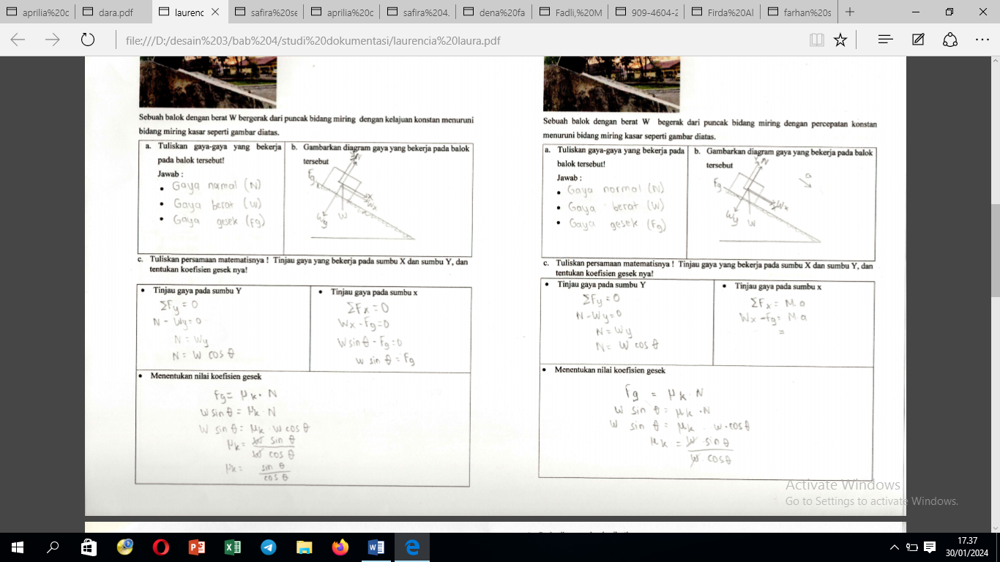 aprilia%20c
dara.pdf
laurenc
safira%20se
aprilia%20c
safira%204.
dena%20fa
Fadli,%20M
909-4604-2
Firda%20Al
farhan%20s
file:///D:/desain%203/bab%204/studi%20dokumentasi/laurencia%20laura.pdf
Sebuah balok dengan berat W bergerak dari puncak bidang miring dengan kelajuan konstan menuruni
bidang miring kasar seperti gambar diatas.
a. Tuliskan gaya-gaya yang bekerja
pada balok tersebut!
Jawab :
• Gaya normal (N)
• Gaya berat (W)
• Gaya gesek (Fg)
b. Gambarkan diagram gaya yang bekerja pada balok
tersebut
N
Fg
x
Wx
Wy
W
c. Tuliskan persamaan matematisnya ! Tinjau gaya yang bekerja pada sumbu X dan sumbu Y, dan
tentukan koefisien gesek nya!
• Tinjau gaya pada sumbu Y
ΣFy = 0
N - Wy = 0
N = Wy
N = W cos θ
• Tinjau gaya pada sumbu x
ΣFx = 0
Wx - Fg = 0
W sin θ - Fg = 0
W sin θ = Fg
• Menentukan nilai koefisien gesek
Fg = μk . N
W sin θ = μk . N
W sin θ = μk . W cos θ
μk = W sin θ
W cos θ
μk = sin θ
cos θ
Sebuah balok dengan berat W begerak dari puncak bidang miring dengan percepatan konstan
menuruni bidang miring kasar seperti gambar diatas.
a. Tuliskan gaya-gaya yang bekerja pada
balok tersebut!
Jawab :
• Gaya normal (N)
• Gaya berat (W)
• Gaya gesek (Fg)
b. Gambarkan diagram gaya yang bekerja pada balok
tersebut
Y
N
a
Fg
Wx
Wy
W
c. Tuliskan persamaan matematisnya ! Tinjau gaya yang bekerja pada sumbu X dan sumbu Y, dan
tentukan koefisien gesek nya!
• Tinjau gaya pada sumbu Y
ΣFy = 0
N - Wy = 0
N = Wy
N = W cos θ
• Tinjau gaya pada sumbu x
ΣFx = M. a
Wx - Fg = M a
=
• Menentukan nilai koefisien gesek
Fg = μk . N
W sin θ = μk . N
W sin θ = μk . W . cos θ
μk = W . sin θ
W . cos θ
Activate Windows
Go to Settings to activate Windows.
17.37
30/01/2024